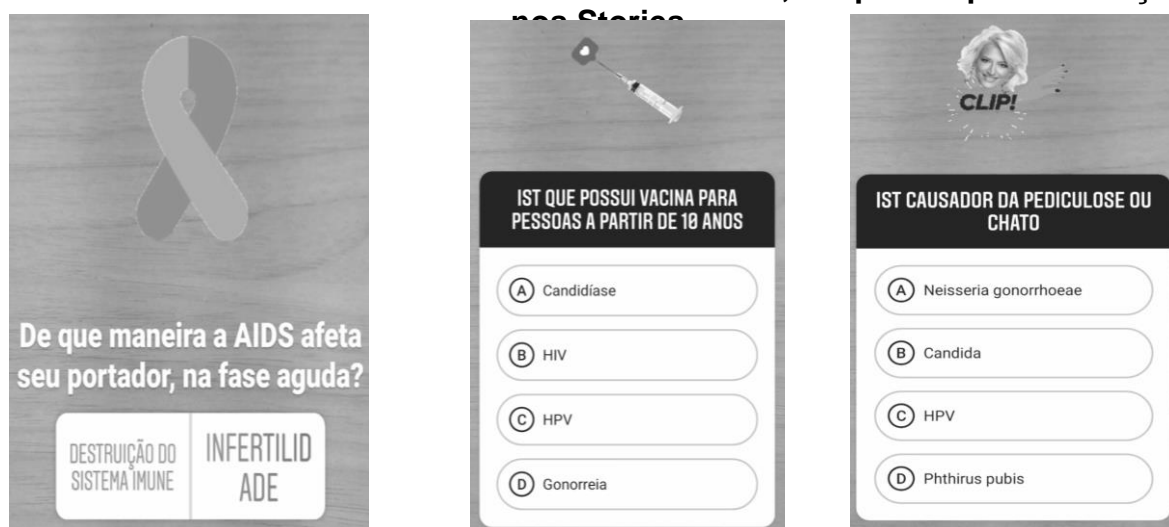 nos Stories
De que maneira a AIDS afeta
seu portador, na fase aguda?
DESTRUIÇÃO DO
SISTEMA IMUNE
INFERTILID
ADE
IST QUE POSSUI VACINA PARA
PESSOAS A PARTIR DE 10 ANOS
A Candidíase
B HIV
C HPV
D Gonorreia
CLIP!
IST CAUSADOR DA PEDICULOSE OU
CHATO
A Neisseria gonorrhoeae
B Candida
C HPV
D Phthirus pubis